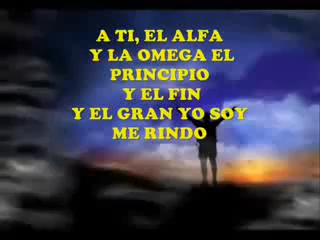 A TI, EL ALFA
Y LA OMEGA EL
PRINCIPIO
Y EL FIN
Y EL GRAN YO SOY
ME RINDO